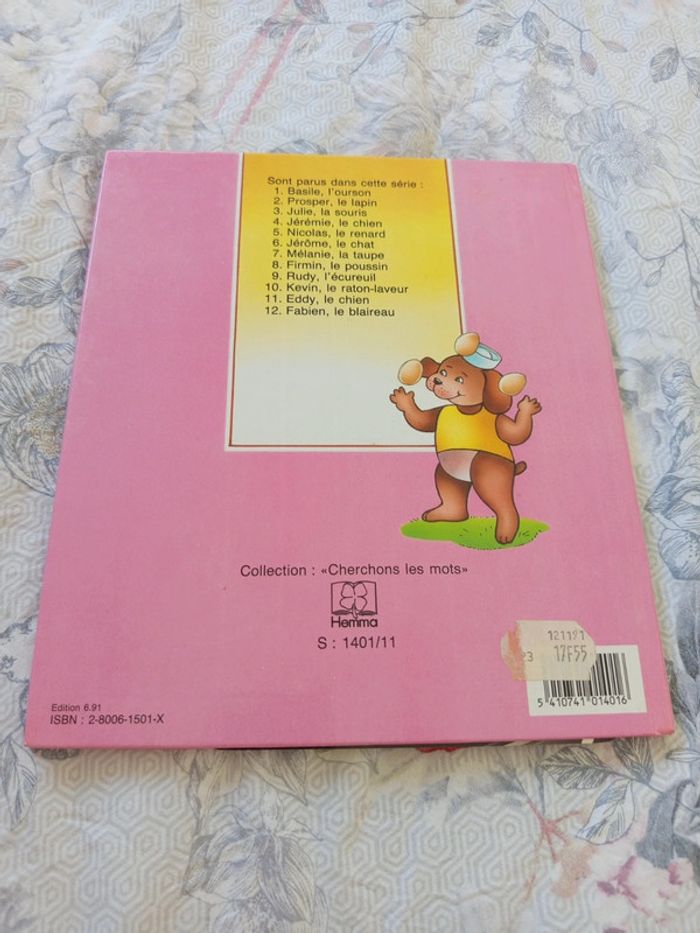 Sont parus dans cette série :
1. Basile, l'ourson
2. Prosper, le lapin
3. Julie, la souris
4. Jérémie, le chien
5. Nicolas, le renard
6. Jérôme, le chat
7. Mélanie, la taupe
8. Firmin, le poussin
9. Rudy, l'écureuil
10. Kevin, le raton-laveur
11. Eddy, le chien
12. Fabien, le blaireau
Collection : «Cherchons les mots»
Hemma
S : 1401/11
121191
23 17F55
5 410741 014016
Edition 6.91
ISBN : 2-8006-1501-X